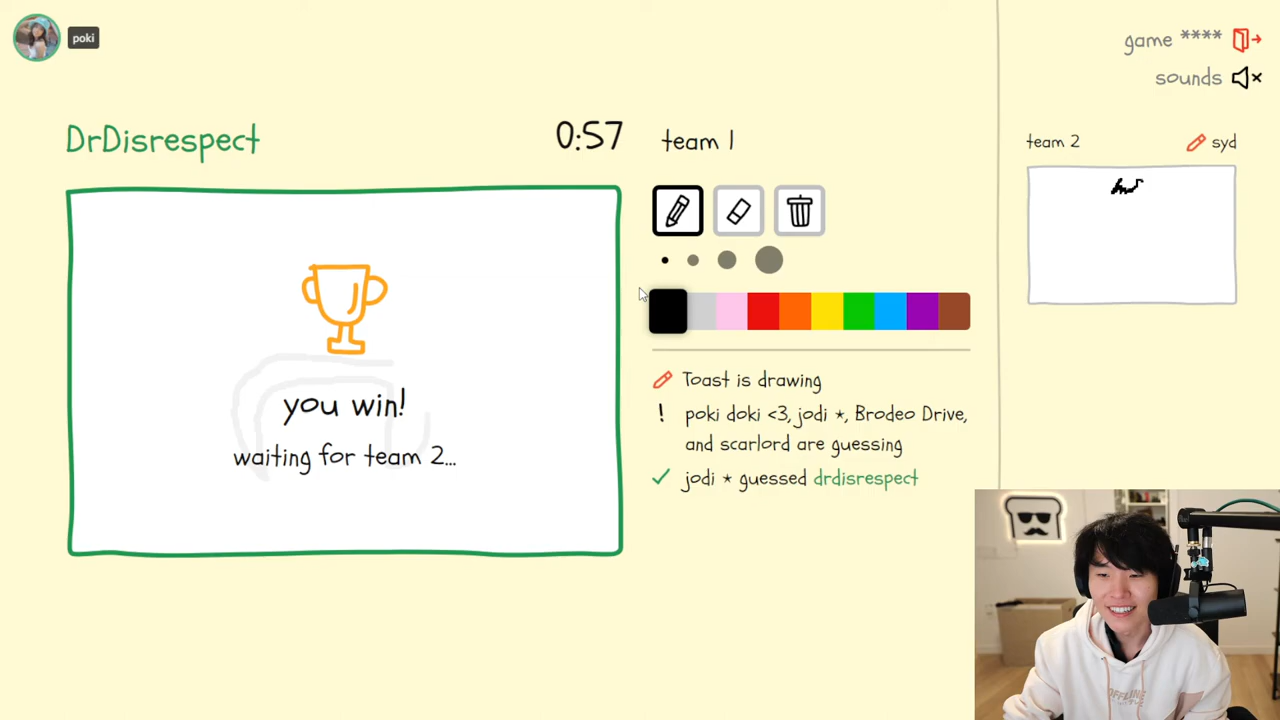 poki
game ****
sounds
DrDisrespect
0:57
team 1
team 2
syd
you win!
waiting for team 2...
Toast is drawing
! poki doki <3, jodi *, Brodeo Drive,
and scarlord are guessing
jodi * guessed drdisrespect
OFFLINE